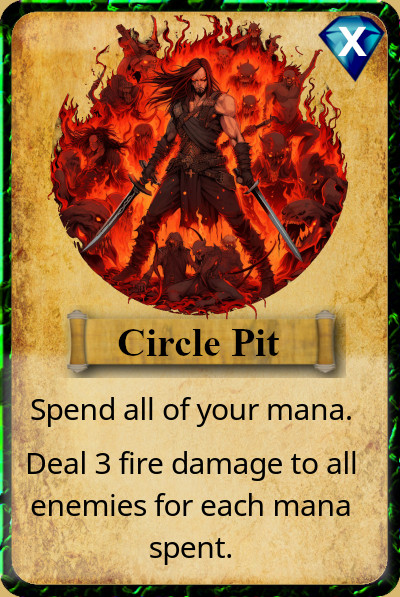 X
Circle Pit
Spend all of your mana.
Deal 3 fire damage to all
enemies for each mana
spent.